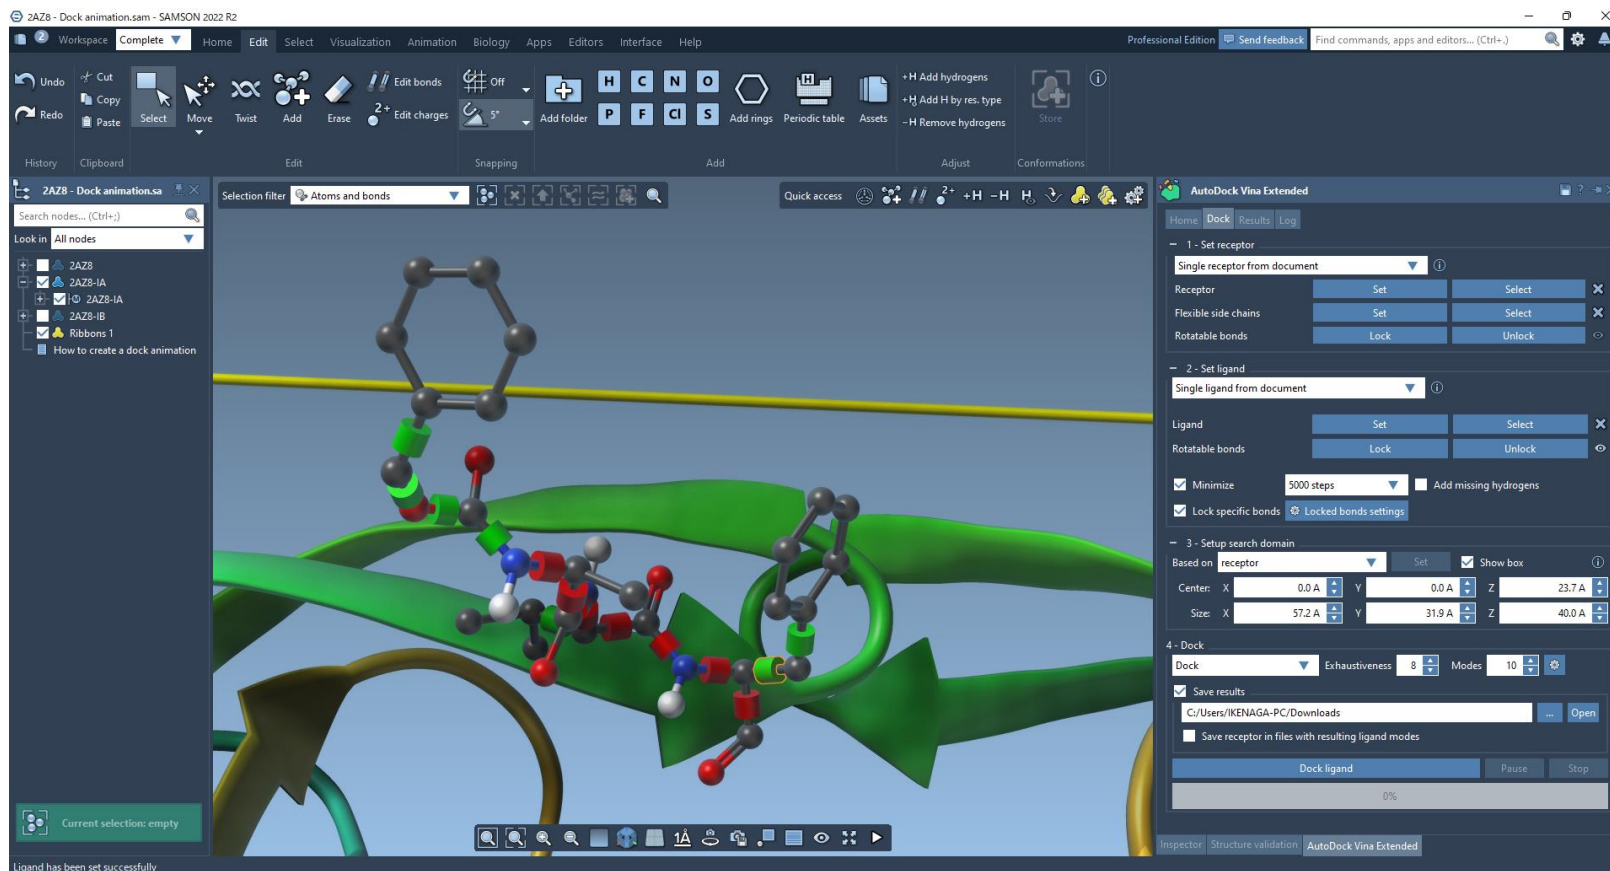 2AZ8 - Dock animation.sam - SAMSON 2022 R2
2 Workspace Complete Home Edit Select Visualization Animation Biology Apps Editors Interface Help Professional Edition Send feedback Find commands, apps and editors... (Ctrl+.)
Undo
Redo
History
Cut
Copy
Paste
Clipboard
Select Move Twist Add Erase
Edit bonds
2+ Edit charges
Edit
Off
5°
Snapping
Add folder
H C N O
P F Cl S
Add rings
H
Periodic table
Assets
Add
+H Add hydrogens
+H Add H by res. type
-H Remove hydrogens
Adjust
Store
Conformations
2AZ8 - Dock animation.sa
Search nodes... (Ctrl+;)
Look in All nodes
2AZ8
2AZ8-IA
2AZ8-IA
2AZ8-IB
Ribbons 1
How to create a dock animation
Current selection: empty
Ligand has been set successfully
Selection filter Atoms and bonds
Quick access 2+ +H -H H
1Å
AutoDock Vina Extended
Home Dock Results Log
1 - Set receptor
Single receptor from document
Receptor Set Select
Flexible side chains Set Select
Rotatable bonds Lock Unlock
2 - Set ligand
Single ligand from document
Ligand Set Select
Rotatable bonds Lock Unlock
Minimize 5000 steps Add missing hydrogens
Lock specific bonds Locked bonds settings
3 - Setup search domain
Based on receptor Set Show box
Center: X 0.0 A Y 0.0 A Z 23.7 A
Size: X 57.2 A Y 31.9 A Z 40.0 A
4 - Dock
Dock Exhaustiveness 8 Modes 10
Save results
C:/Users/IKENAGA-PC/Downloads ... Open
Save receptor in files with resulting ligand modes
Dock ligand Pause Stop
0%
Inspector Structure validation AutoDock Vina Extended